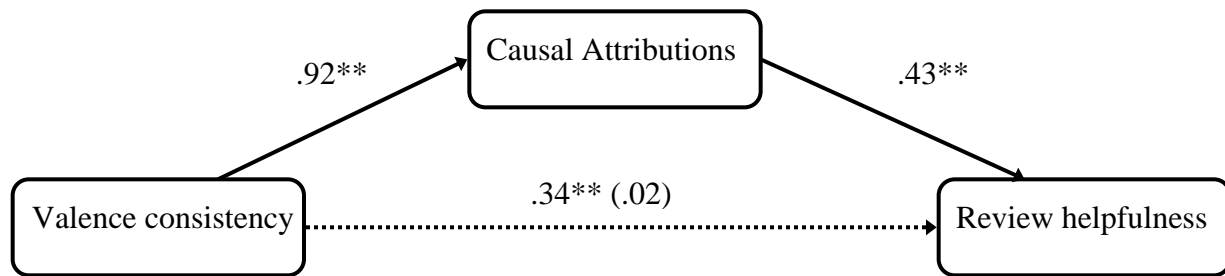 Causal Attributions
.92**
.43**
.34** (.02)
Valence consistency
Review helpfulness